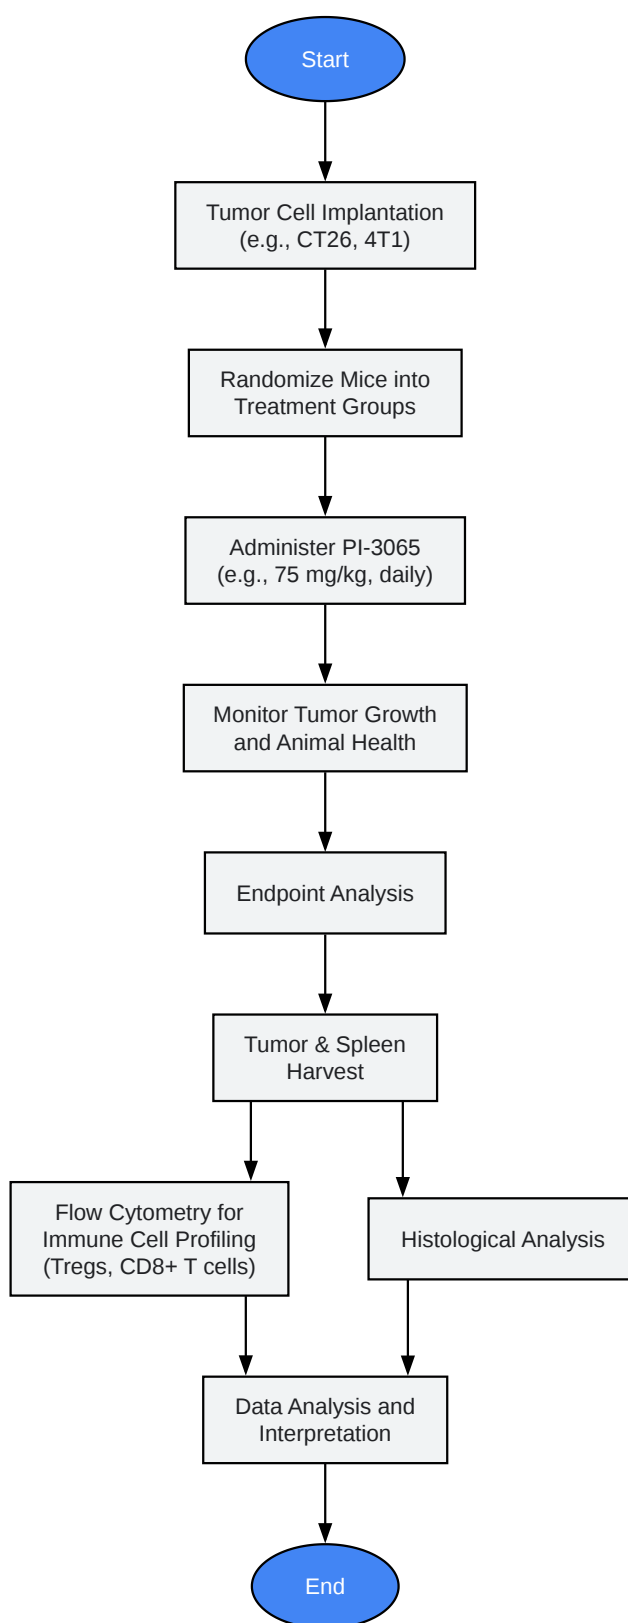 Start
Tumor Cell Implantation
(e.g., CT26, 4T1)
Randomize Mice into
Treatment Groups
Administer PI-3065
(e.g., 75 mg/kg, daily)
Monitor Tumor Growth
and Animal Health
Endpoint Analysis
Tumor & Spleen
Harvest
Flow Cytometry for
Immune Cell Profiling
(Tregs, CD8+ T cells)
Histological Analysis
Data Analysis and
Interpretation
End